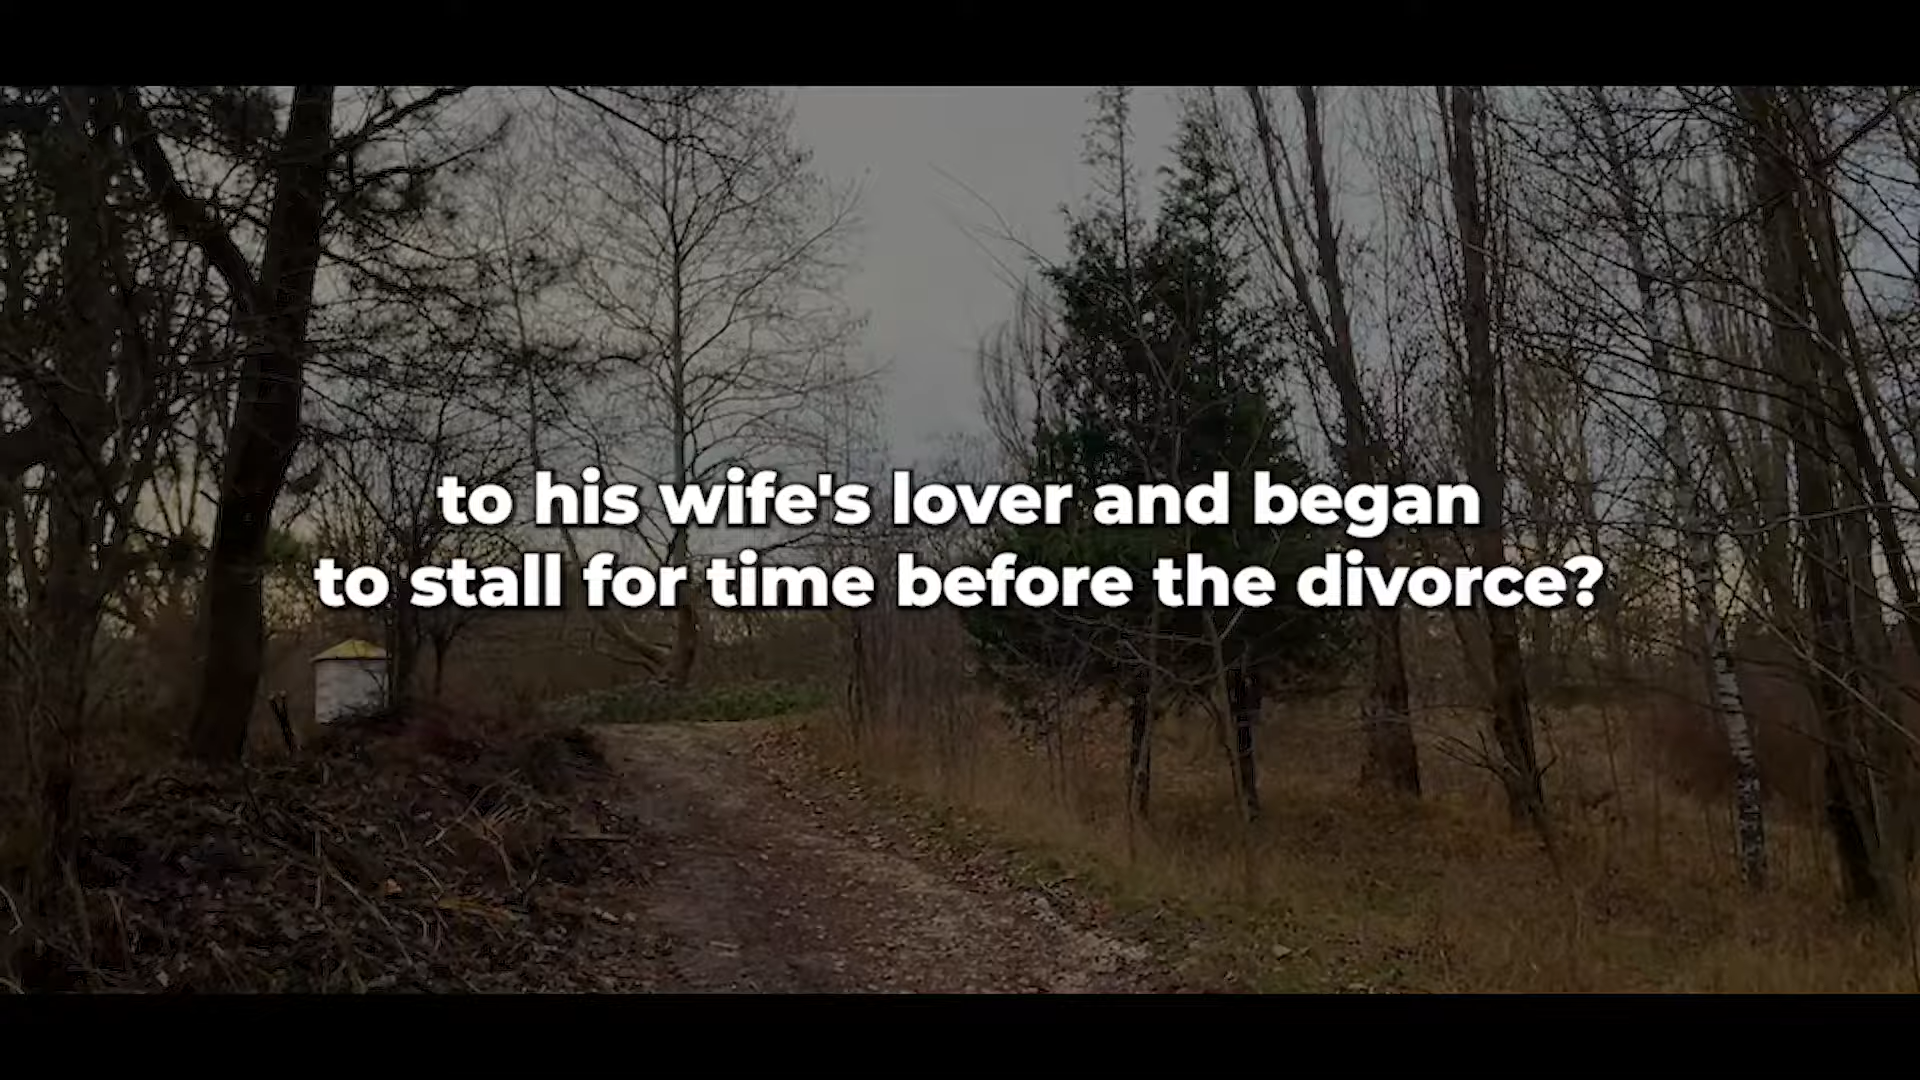 to his wife's lover and began
to stall for time before the divorce?